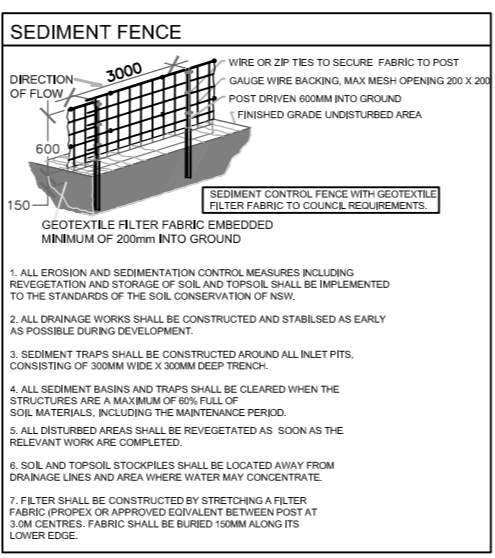 SEDIMENT FENCE
3000
DIRECTION
OF FLOW
WIRE OR ZIP TIES TO SECURE FABRIC TO POST
GAUGE WIRE BACKING, MAX MESH OPENING 200 X 200
POST DRIVEN 600MM INTO GROUND
FINISHED GRADE UNDISTURBED AREA
600
150
SEDIMENT CONTROL FENCE WITH GEOTEXTILE
FILTER FABRIC TO COUNCIL REQUIREMENTS.
GEOTEXTILE FILTER FABRIC EMBEDDED
MINIMUM OF 200mm INTO GROUND
1. ALL EROSION AND SEDIMENTATION CONTROL MEASURES INCLUDING
REVEGETATION AND STORAGE OF SOIL AND TOPSOIL SHALL BE IMPLEMENTED
TO THE STANDARDS OF THE SOIL CONSERVATION OF NSW.
2. ALL DRAINAGE WORKS SHALL BE CONSTRUCTED AND STABILSED AS EARLY
AS POSSIBLE DURING DEVELOPMENT.
3. SEDIMENT TRAPS SHALL BE CONSTRUCTED AROUND ALL INLET PITS,
CONSISTING OF 300MM WIDE X 300MM DEEP TRENCH.
4. ALL SEDIMENT BASINS AND TRAPS SHALL BE CLEARED WHEN THE
STRUCTURES ARE A MAXIMUM OF 60% FULL OF
SOIL MATERIALS, INCLUDING THE MAINTENANCE PERIOD.
5. ALL DISTURBED AREAS SHALL BE REVEGETATED AS SOON AS THE
RELEVANT WORK ARE COMPLETED.
6. SOIL AND TOPSOIL STOCKPILES SHALL BE LOCATED AWAY FROM
DRAINAGE LINES AND AREA WHERE WATER MAY CONCENTRATE.
7. FILTER SHALL BE CONSTRUCTED BY STRETCHING A FILTER
FABRIC (PROPEX OR APPROVED EQIVALENT BETWEEN POST AT
3.0M CENTRES. FABRIC SHALL BE BURIED 150MM ALONG ITS
LOWER EDGE.